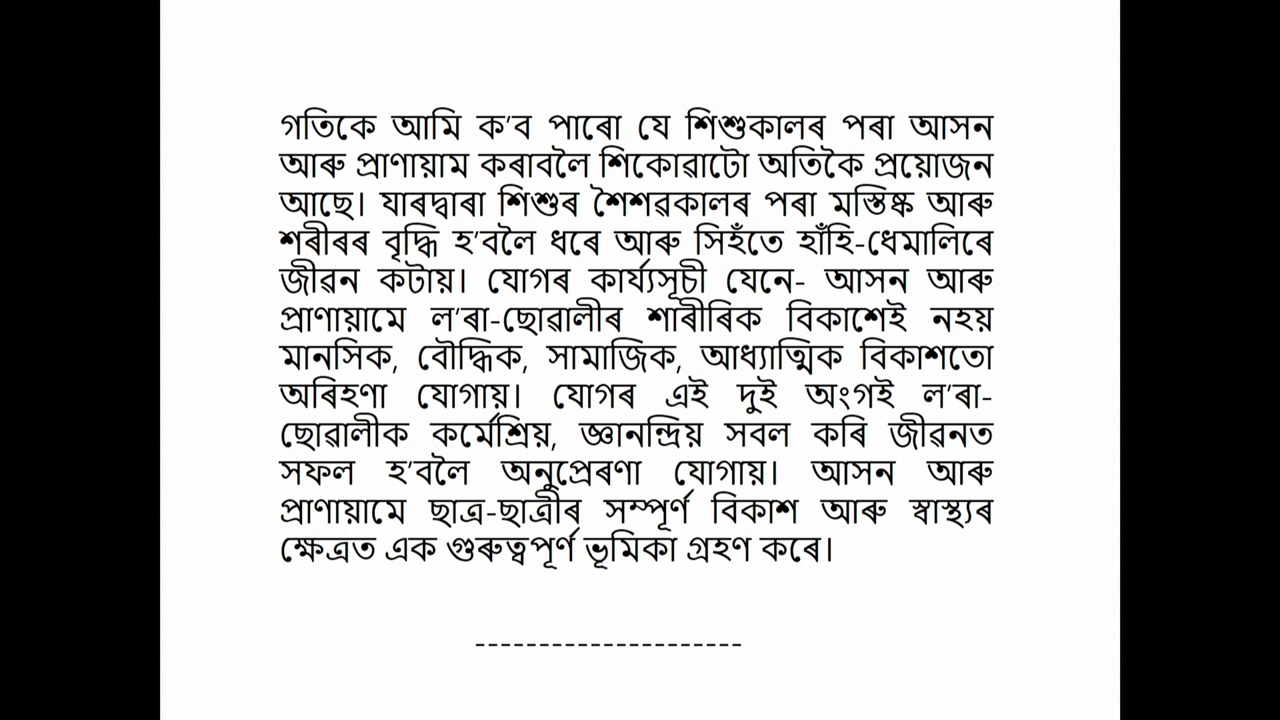 গতিকে আমি ক'ব পাৰো যে শিশুকালৰ পৰা আসন
আৰু প্ৰাণায়াম কৰাবলৈ শিকোৱাটো অতিকৈ প্ৰয়োজন
আছে। যাৰদ্বাৰা শিশুৰ শৈশৱকালৰ পৰা মস্তিষ্ক আৰু
শৰীৰৰ বৃদ্ধি হ'বলৈ ধৰে আৰু সিহঁতে হাঁহি-ধেমালিৰে
জীৱন কটায়। যোগৰ কাৰ্য্যসূচী যেনে- আসন আৰু
প্ৰাণায়ামে ল'ৰা-ছোৱালীৰ শাৰীৰিক বিকাশেই নহয়
মানসিক, বৌদ্ধিক, সামাজিক, আধ্যাত্মিক বিকাশতো
অৰিহণা যোগায়। যোগৰ এই দুই অংগই ল'ৰা-
ছোৱালীক কৰ্মেশ্ৰিয়, জ্ঞানন্দ্ৰিয় সবল কৰি জীৱনত
সফল হ'বলৈ অনুপ্ৰেৰণা যোগায়। আসন আৰু
প্ৰাণায়ামে ছাত্ৰ-ছাত্ৰীৰ সম্পূৰ্ণ বিকাশ আৰু স্বাস্থ্যৰ
ক্ষেত্ৰত এক গুৰুত্বপূৰ্ণ ভূমিকা গ্ৰহণ কৰে।
---------------------